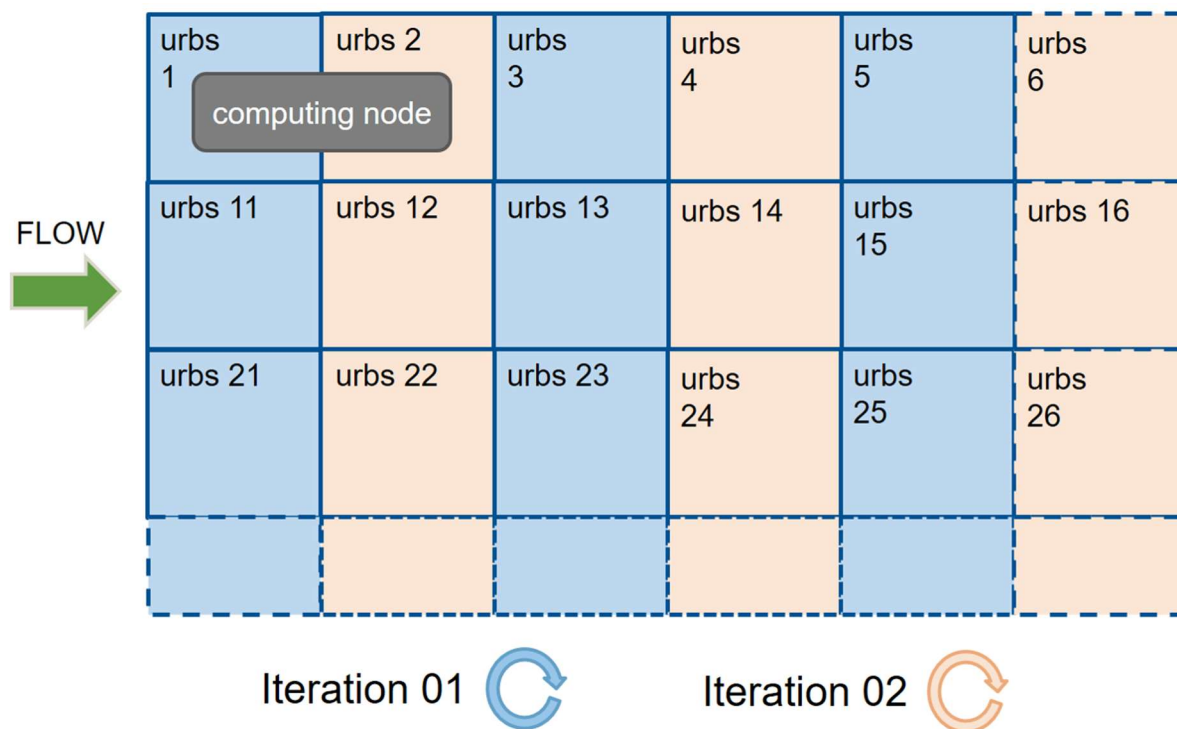 urbs
1
urbs 2
urbs
3
urbs
4
urbs
5
urbs
6
computing node
urbs 11
urbs 12
urbs 13
urbs 14
urbs
15
urbs 16
FLOW
urbs 21
urbs 22
urbs 23
urbs
24
urbs
25
urbs
26
Iteration 01
Iteration 02